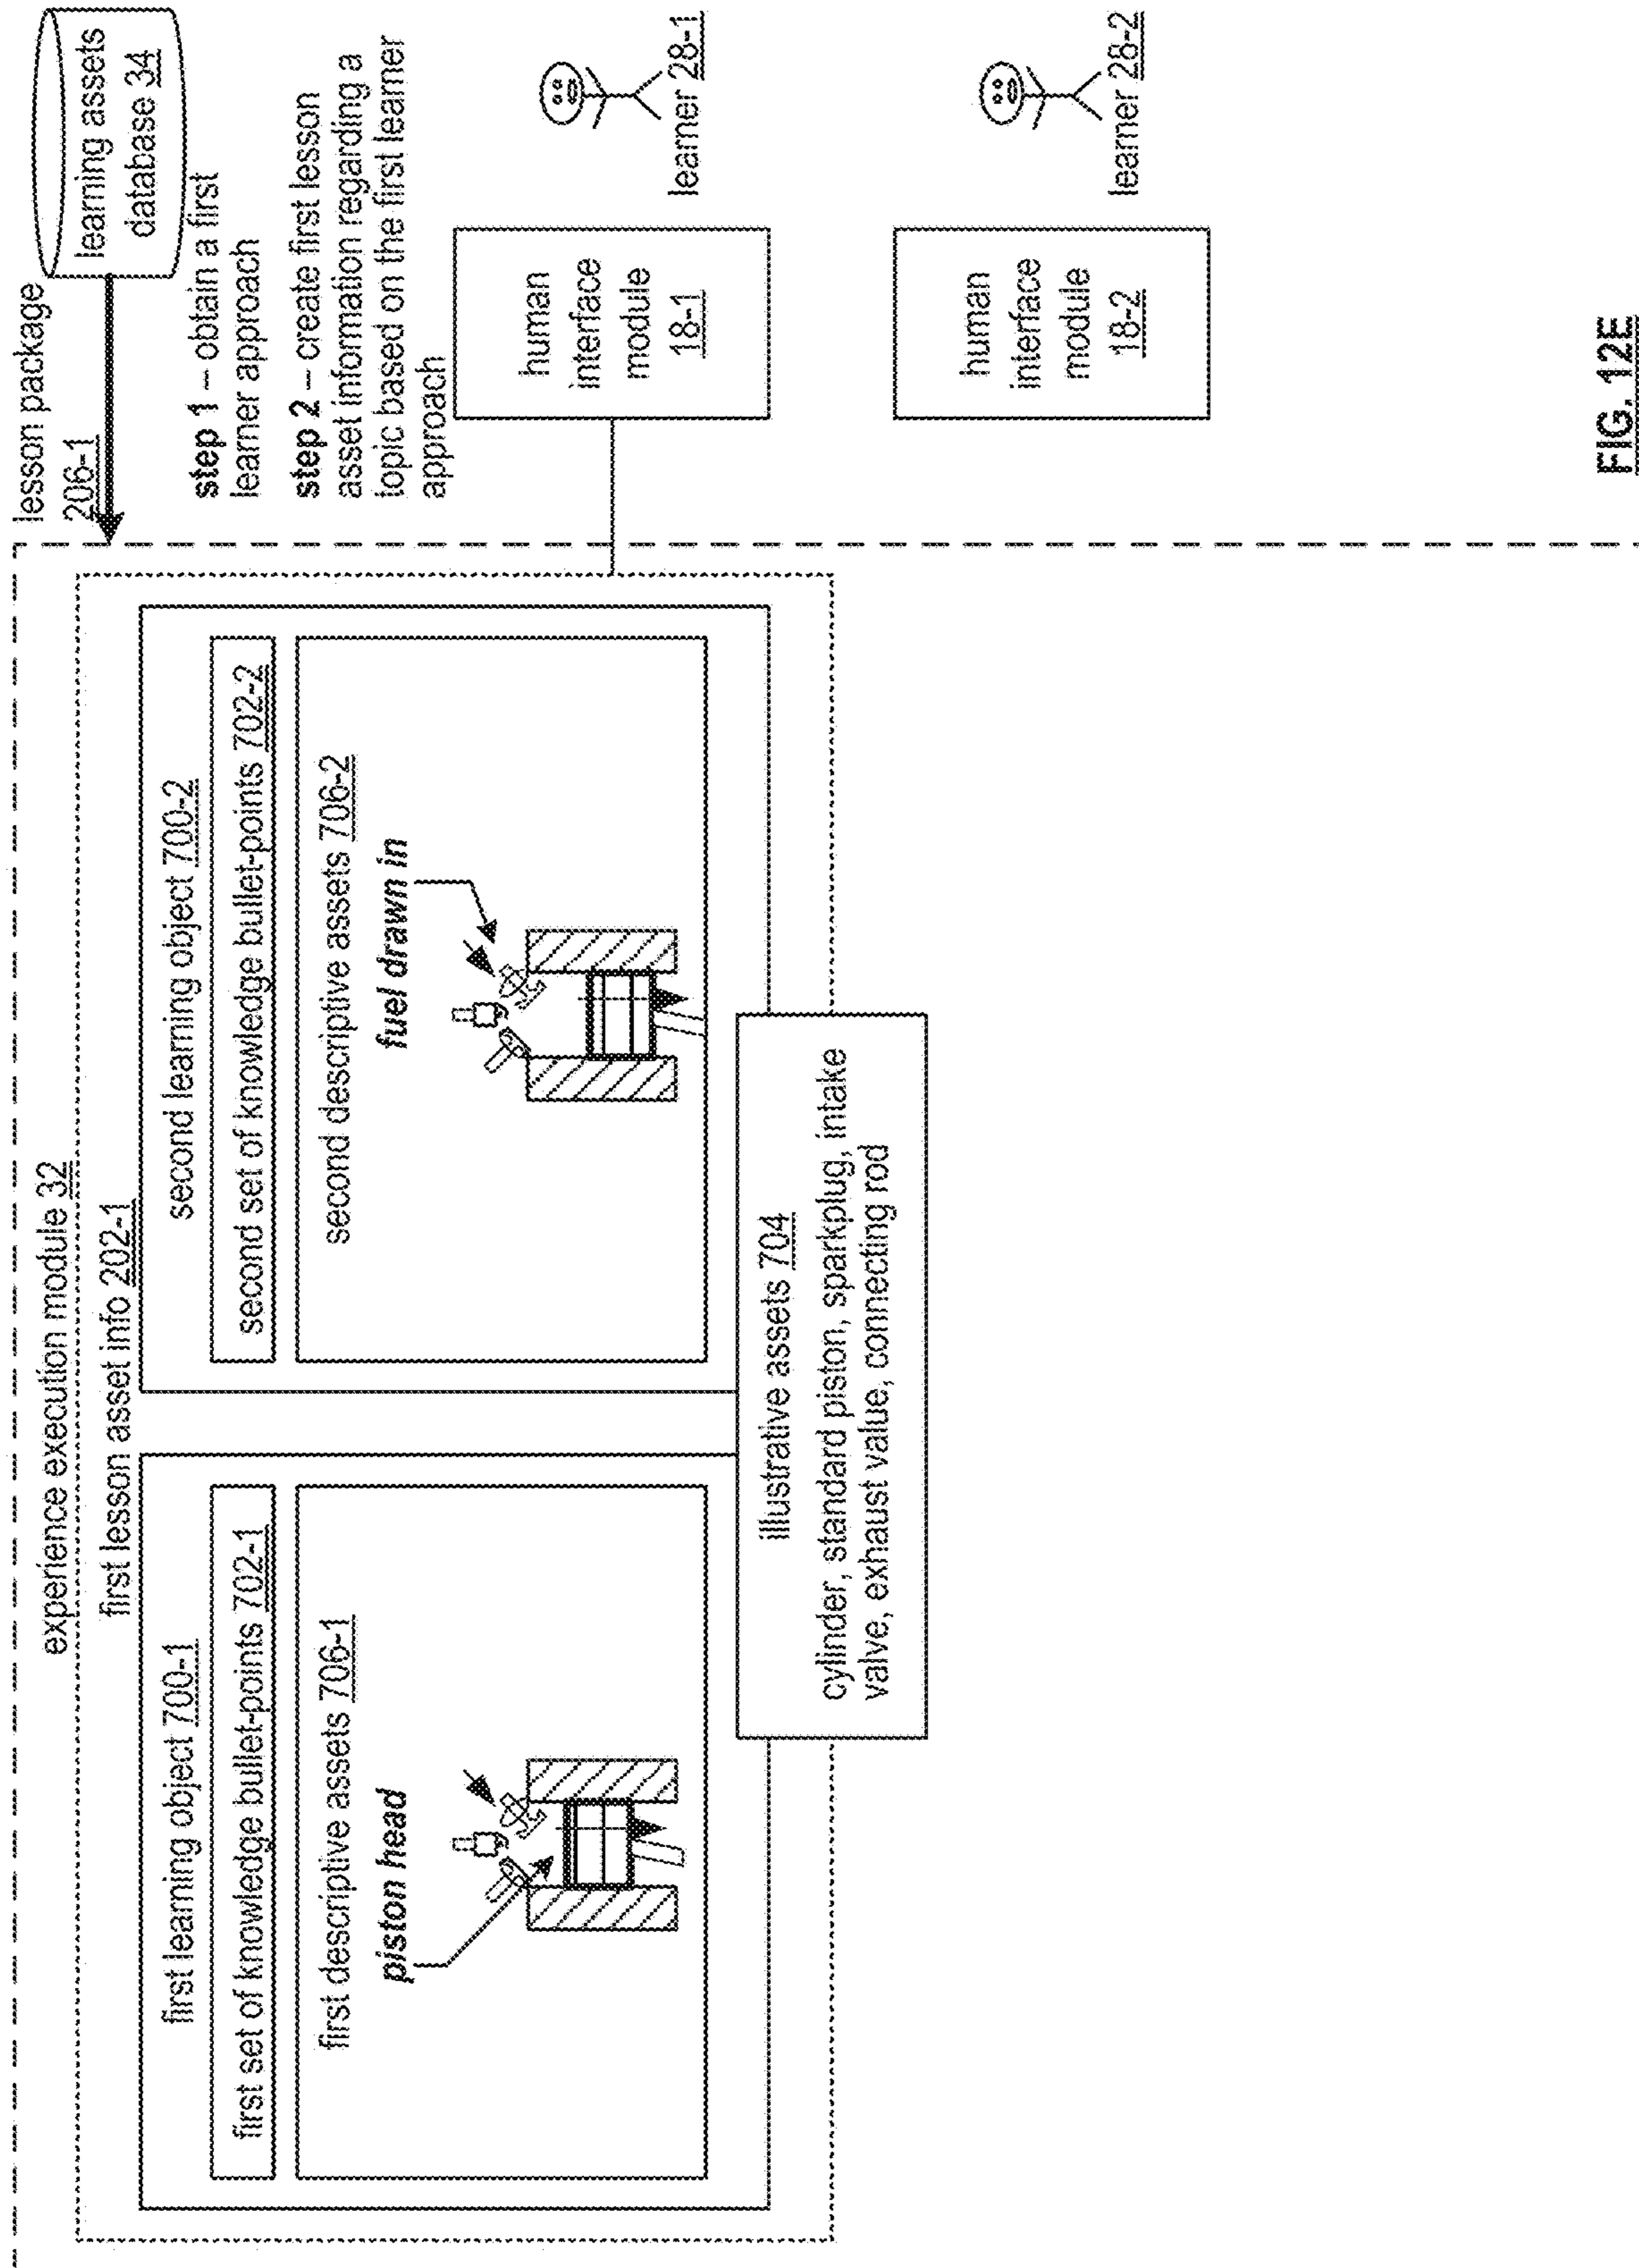 experience execution module 32
first lesson asset info 202-1
first learning object 700-1
first set of knowledge bullet-points 702-1
first descriptive assets 706-1
piston head
second learning object 700-2
second set of knowledge bullet-points 702-2
second descriptive assets 706-2
fuel drawn in
illustrative assets 704
cylinder, standard piston, sparkplug, intake
valve, exhaust value, connecting rod
lesson package
206-1
learning assets
database 34
step 1 – obtain a first
learner approach
step 2 – create first lesson
asset information regarding a
topic based on the first learner
approach
human
interface
module
18-1
learner 28-1
human
interface
module
18-2
learner 28-2
FIG. 12E